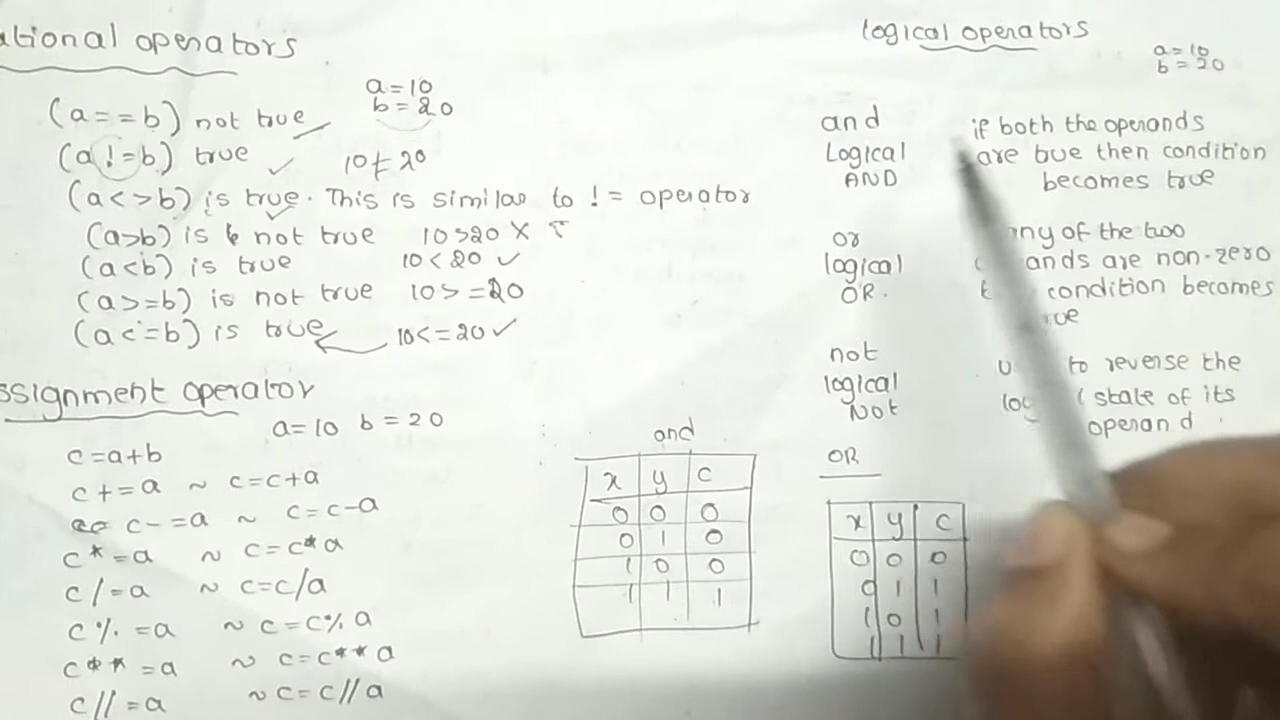 ational operators
a=10
b=20
(a==b) not true
(a!=b) true 10≠20
(a<>b) is true. This is similar to != operator
(a>b) is not true 10>20 ×
(a<b) is true 10<20 ✓
(a>=b) is not true 10>=20
(a<=b) is true 10<=20 ✓
ssignment operator
a=10 b=20
c=a+b
c+=a ~ c=c+a
c-=a ~ c=c-a
c*=a ~ c=c*a
c/=a ~ c=c/a
c%=a ~ c=c%a
c**=a ~ c=c**a
c//=a ~ c=c//a
and
x y c
0 0 0
0 1 0
1 0 0
1 1 1
logical operators
a=10
b=20
and if both the operands
Logical are true then condition
AND becomes true
or ny of the two
logical ands are non-zero
OR. condition becomes
rue
not to reverse the
logical state of its
Not operand
OR
x y c
0 0 0
0 1 1
1 0 1
1 1 1